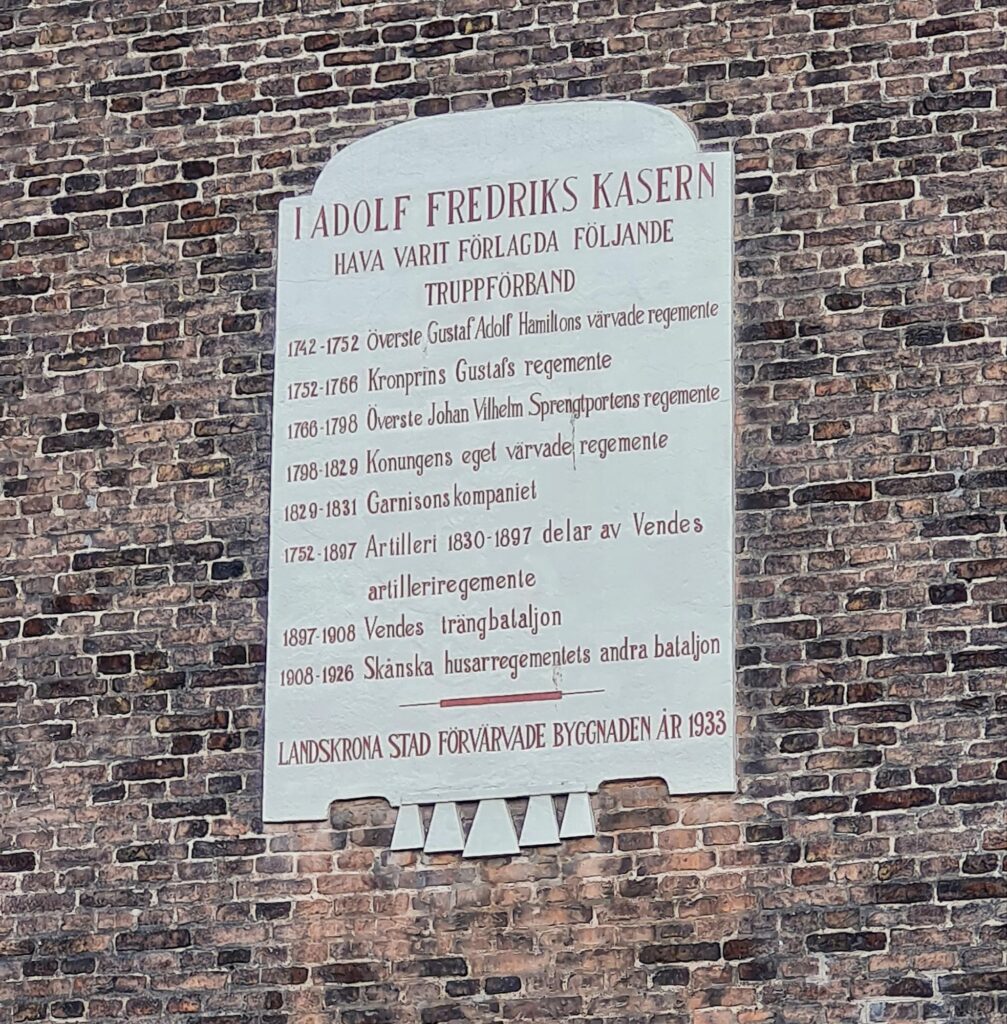 I ADOLF FREDRIKS KASERN
HAVA VARIT FÖRLAGDA FÖLJANDE
TRUPPFÖRBAND
1742-1752 Överste Gustaf Adolf Hamiltons värvade regemente
1752-1766 Kronprins Gustafs regemente
1766-1798 Överste Johan Vilhelm Sprengtportens regemente
1798-1829 Konungens eget värvade regemente
1829-1831 Garnisonskompaniet
1752-1897 Artilleri 1830-1897 delar av Vendes
artilleriregemente
1897-1908 Vendes trängbataljon
1908-1926 Skånska husarregementets andra bataljon
LANDSKRONA STAD FÖRVÄRVADE BYGGNADEN ÅR 1933